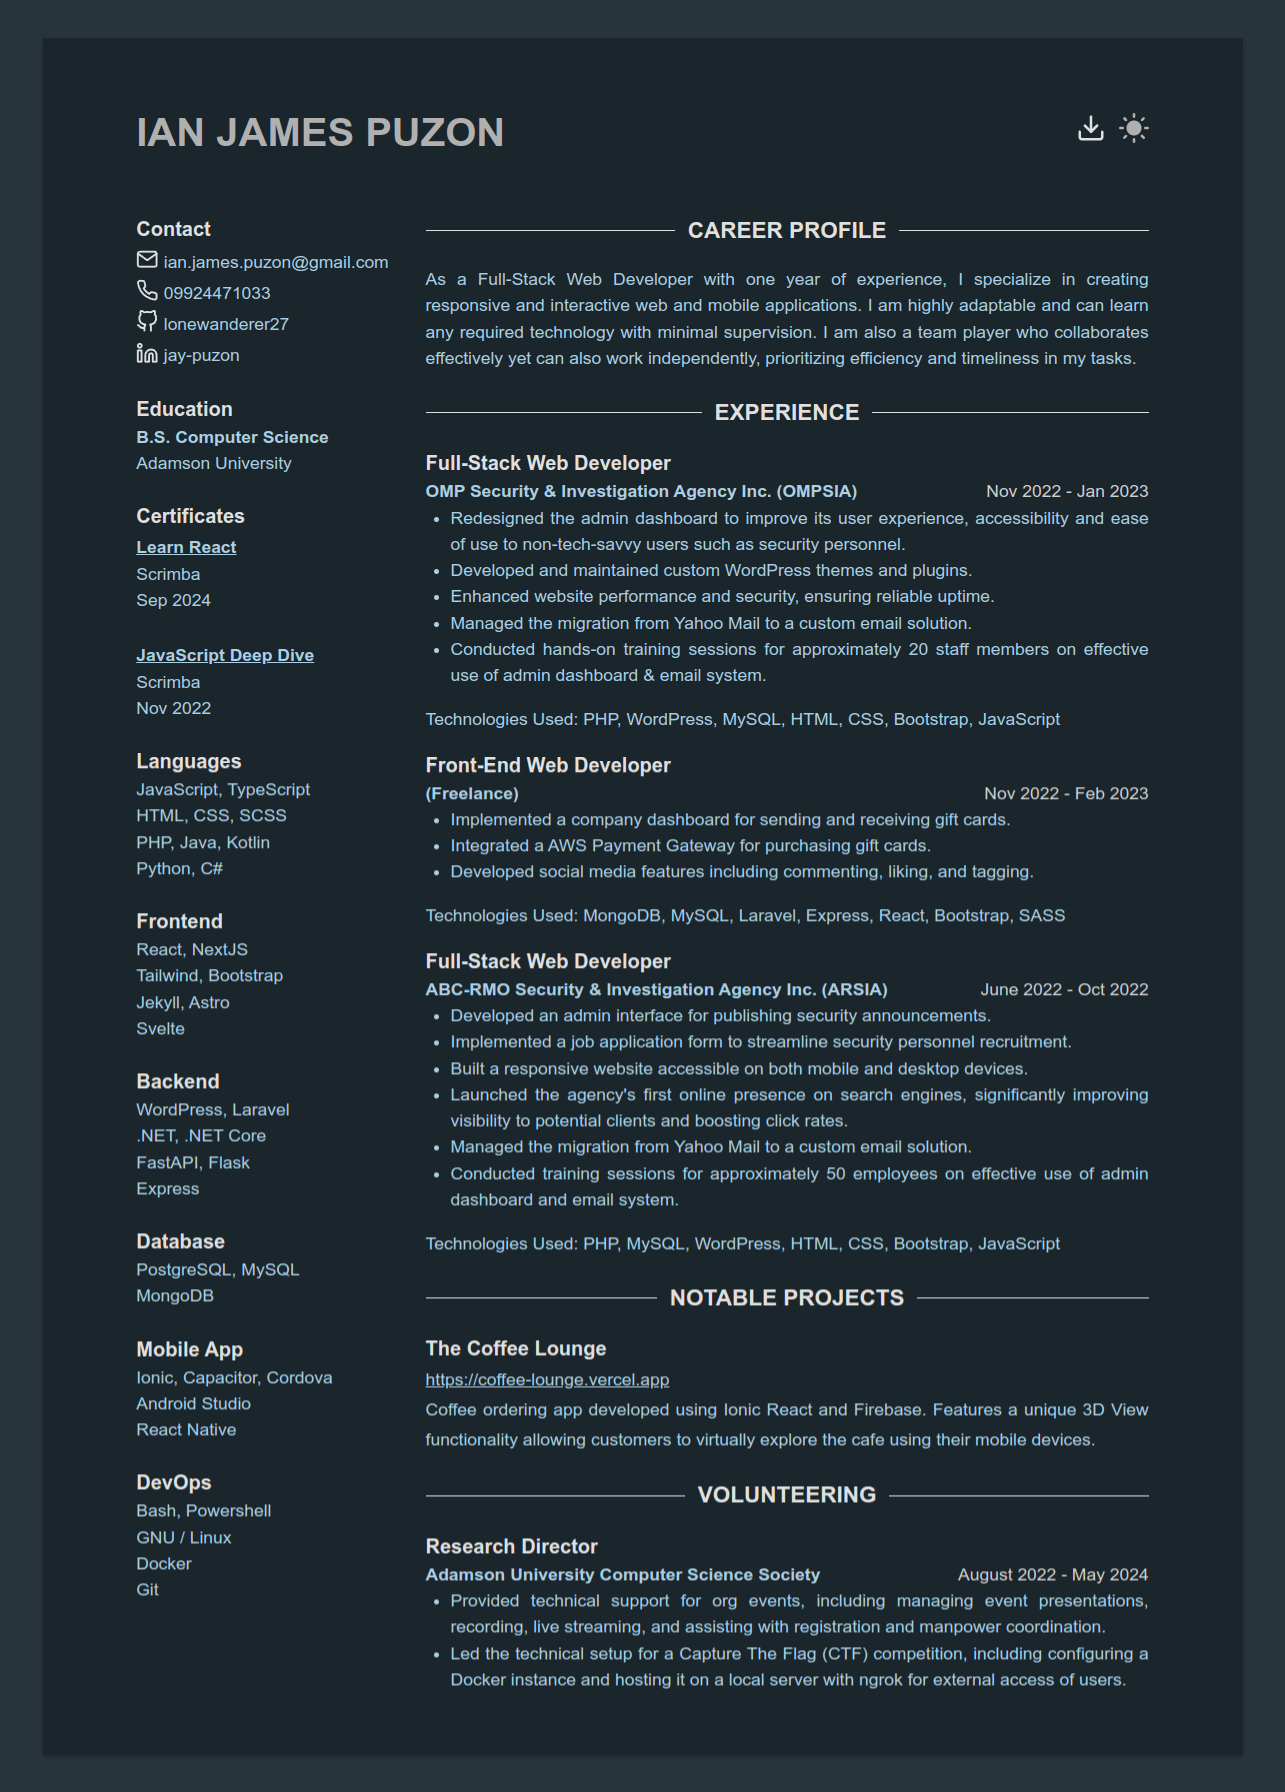 IAN JAMES PUZON
Contact
ian.james.puzon@gmail.com
09924471033
lonewanderer27
jay-puzon
Education
B.S. Computer Science
Adamson University
Certificates
Learn React
Scrimba
Sep 2024
JavaScript Deep Dive
Scrimba
Nov 2022
Languages
JavaScript, TypeScript
HTML, CSS, SCSS
PHP, Java, Kotlin
Python, C#
Frontend
React, NextJS
Tailwind, Bootstrap
Jekyll, Astro
Svelte
Backend
WordPress, Laravel
.NET, .NET Core
FastAPI, Flask
Express
Database
PostgreSQL, MySQL
MongoDB
Mobile App
Ionic, Capacitor, Cordova
Android Studio
React Native
DevOps
Bash, Powershell
GNU / Linux
Docker
Git
CAREER PROFILE
As a Full-Stack Web Developer with one year of experience, I specialize in creating
responsive and interactive web and mobile applications. I am highly adaptable and can learn
any required technology with minimal supervision. I am also a team player who collaborates
effectively yet can also work independently, prioritizing efficiency and timeliness in my tasks.
EXPERIENCE
Full-Stack Web Developer
OMP Security & Investigation Agency Inc. (OMPSIA) Nov 2022 - Jan 2023
• Redesigned the admin dashboard to improve its user experience, accessibility and ease
of use to non-tech-savvy users such as security personnel.
• Developed and maintained custom WordPress themes and plugins.
• Enhanced website performance and security, ensuring reliable uptime.
• Managed the migration from Yahoo Mail to a custom email solution.
• Conducted hands-on training sessions for approximately 20 staff members on effective
use of admin dashboard & email system.
Technologies Used: PHP, WordPress, MySQL, HTML, CSS, Bootstrap, JavaScript
Front-End Web Developer
(Freelance) Nov 2022 - Feb 2023
• Implemented a company dashboard for sending and receiving gift cards.
• Integrated a AWS Payment Gateway for purchasing gift cards.
• Developed social media features including commenting, liking, and tagging.
Technologies Used: MongoDB, MySQL, Laravel, Express, React, Bootstrap, SASS
Full-Stack Web Developer
ABC-RMO Security & Investigation Agency Inc. (ARSIA) June 2022 - Oct 2022
• Developed an admin interface for publishing security announcements.
• Implemented a job application form to streamline security personnel recruitment.
• Built a responsive website accessible on both mobile and desktop devices.
• Launched the agency's first online presence on search engines, significantly improving
visibility to potential clients and boosting click rates.
• Managed the migration from Yahoo Mail to a custom email solution.
• Conducted training sessions for approximately 50 employees on effective use of admin
dashboard and email system.
Technologies Used: PHP, MySQL, WordPress, HTML, CSS, Bootstrap, JavaScript
NOTABLE PROJECTS
The Coffee Lounge
https://coffee-lounge.vercel.app
Coffee ordering app developed using Ionic React and Firebase. Features a unique 3D View
functionality allowing customers to virtually explore the cafe using their mobile devices.
VOLUNTEERING
Research Director
Adamson University Computer Science Society August 2022 - May 2024
• Provided technical support for org events, including managing event presentations,
recording, live streaming, and assisting with registration and manpower coordination.
• Led the technical setup for a Capture The Flag (CTF) competition, including configuring a
Docker instance and hosting it on a local server with ngrok for external access of users.